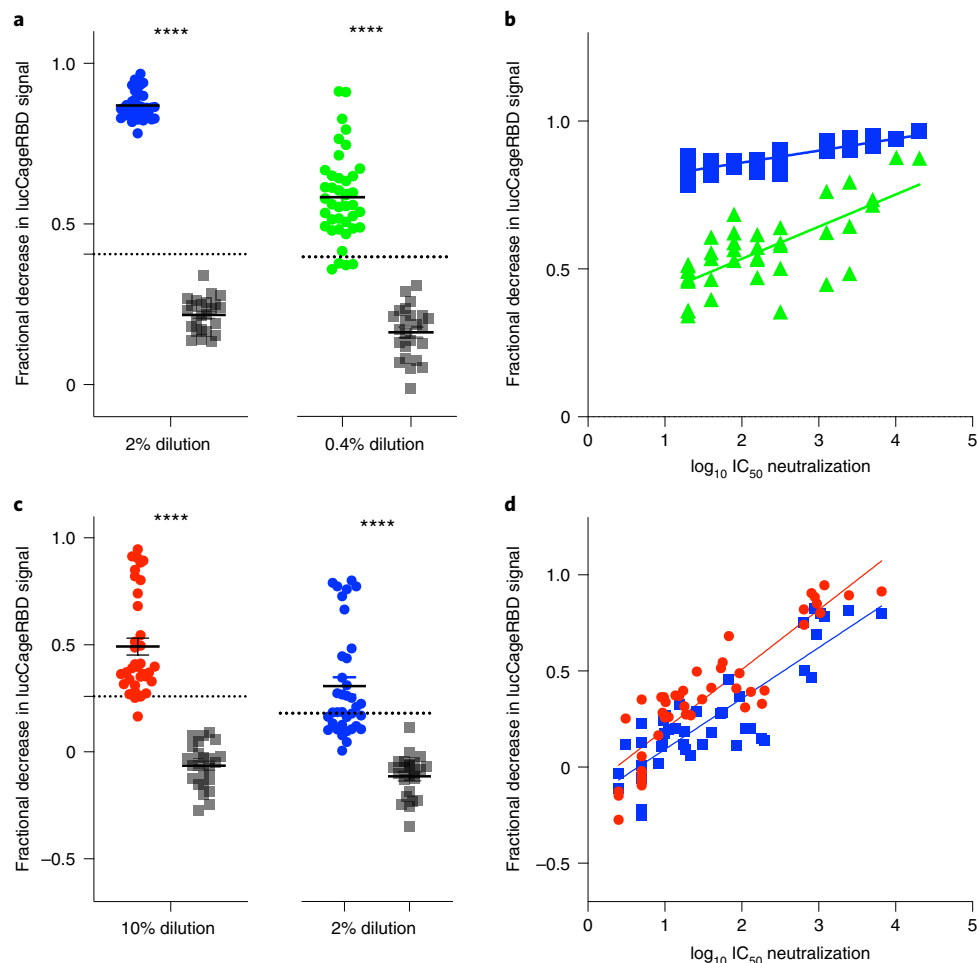 a
****
****
Fractional decrease in lucCageRBD signal
1.0
0.5
0
2% dilution
0.4% dilution
b
Fractional decrease in lucCageRBD signal
1.0
0.5
0
0
1
2
3
4
5
log10 IC50 neutralization
c
****
****
Fractional decrease in lucCageRBD signal
1.0
0.5
0
–0.5
10% dilution
2% dilution
d
Fractional decrease in lucCageRBD signal
1.0
0.5
0
–0.5
0
1
2
3
4
5
log10 IC50 neutralization